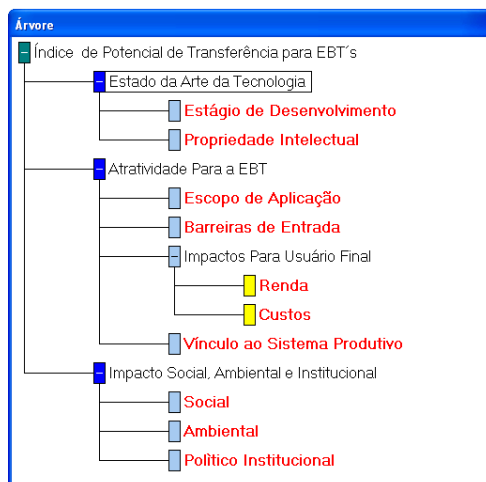 Árvore
Índice de Potencial de Transferência para EBT´s
Estado da Arte da Tecnologia
Estágio de Desenvolvimento
Propriedade Intelectual
Atratividade Para a EBT
Escopo de Aplicação
Barreiras de Entrada
Impactos Para Usuário Final
Renda
Custos
Vínculo ao Sistema Produtivo
Impacto Social, Ambiental e Institucional
Social
Ambiental
Político Institucional